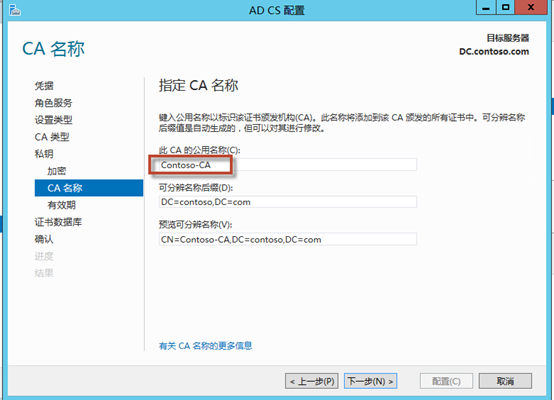 AD CS 配置
CA 名称
目标服务器
DC.contoso.com
凭据
角色服务
设置类型
CA 类型
私钥
加密
CA 名称
有效期
证书数据库
确认
进度
结果
指定 CA 名称
键入公用名称以标识该证书颁发机构(CA)。此名称将添加到该 CA 颁发的所有证书中。可分辨名称
后缀值是自动生成的，但可以对其进行修改。
此 CA 的公用名称(C):
Contoso-CA
可分辨名称后缀(D):
DC=contoso,DC=com
预览可分辨名称(V):
CN=Contoso-CA,DC=contoso,DC=com
有关 CA 名称的更多信息
< 上一步(P)
下一步(N) >
配置(C)
取消